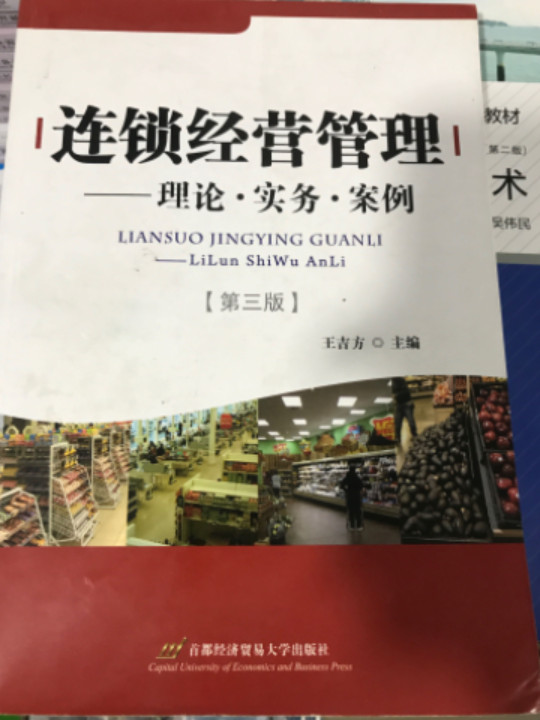 连锁经营管理
——理论·实务·案例
LIANSUO JINGYING GUANLI
——LiLun ShiWu AnLi
【第三版】
王吉方 ◎ 主编
首都经济贸易大学出版社
Capital University of Economics and Business Press
教材
第二版)
术
吴伟民